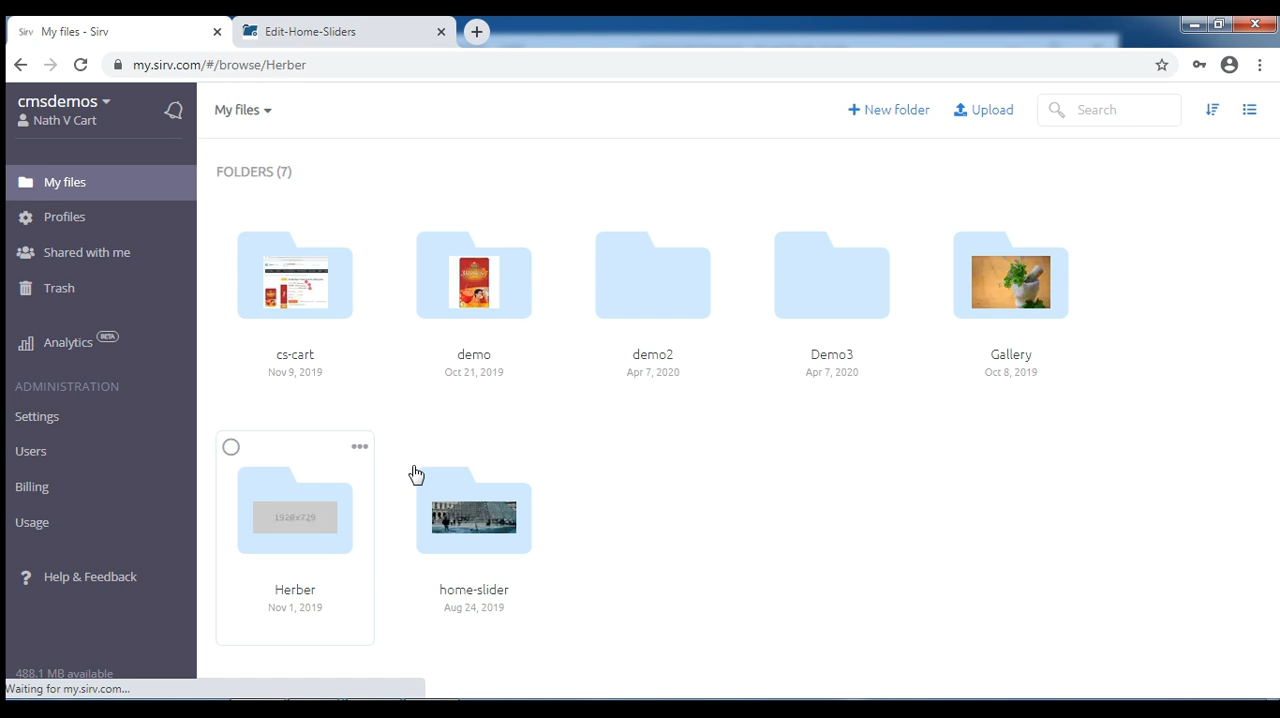 Sirv My files - Sirv
Edit-Home-Sliders
my.sirv.com/#/browse/Herber
cmsdemos
Nath V Cart
My files
New folder
Upload
Search
My files
Profiles
Shared with me
Trash
Analytics BETA
ADMINISTRATION
Settings
Users
Billing
Usage
? Help & Feedback
488.1 MB available
Waiting for my.sirv.com...
FOLDERS (7)
cs-cart
Nov 9, 2019
demo
Oct 21, 2019
demo2
Apr 7, 2020
Demo3
Apr 7, 2020
Gallery
Oct 8, 2019
1920x729
Herber
Nov 1, 2019
home-slider
Aug 24, 2019